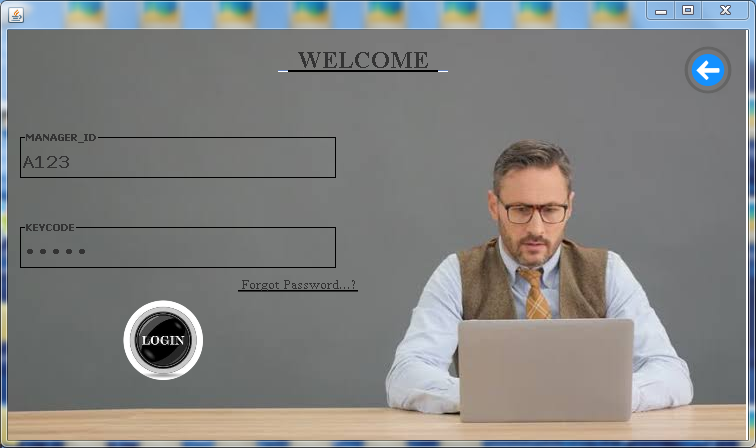 WELCOME
MANAGER_ID
A123
KEYCODE
•••••
Forgot Password...?
LOGIN